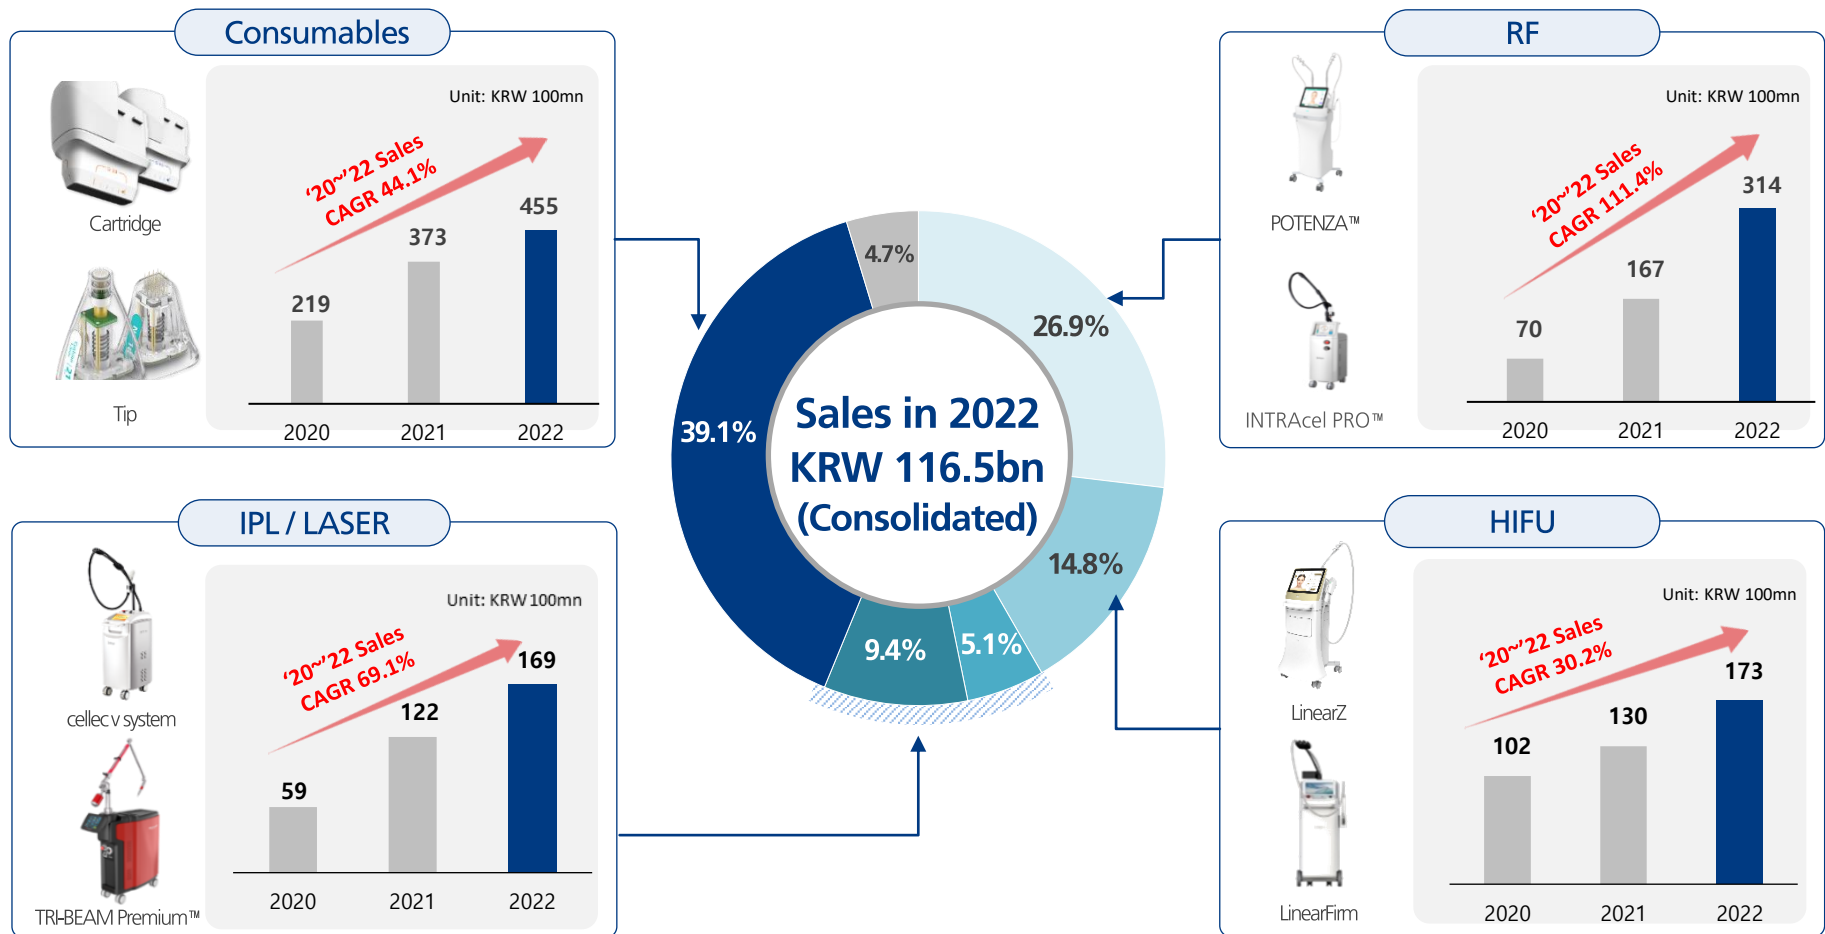 Consumables
Unit: KRW 100mn
‘20~’22 Sales
CAGR 44.1%
219
373
455
2020
2021
2022
Cartridge
Tip
RF
Unit: KRW 100mn
‘20~’22 Sales
CAGR 111.4%
70
167
314
2020
2021
2022
POTENZA™
INTRAcel PRO™
4.7%
26.9%
39.1%
14.8%
9.4%
5.1%
Sales in 2022
KRW 116.5bn
(Consolidated)
IPL / LASER
Unit: KRW 100mn
‘20~’22 Sales
CAGR 69.1%
59
122
169
2020
2021
2022
cellec v system
TRI-BEAM Premium™
HIFU
Unit: KRW 100mn
‘20~’22 Sales
CAGR 30.2%
102
130
173
2020
2021
2022
LinearZ
LinearFirm